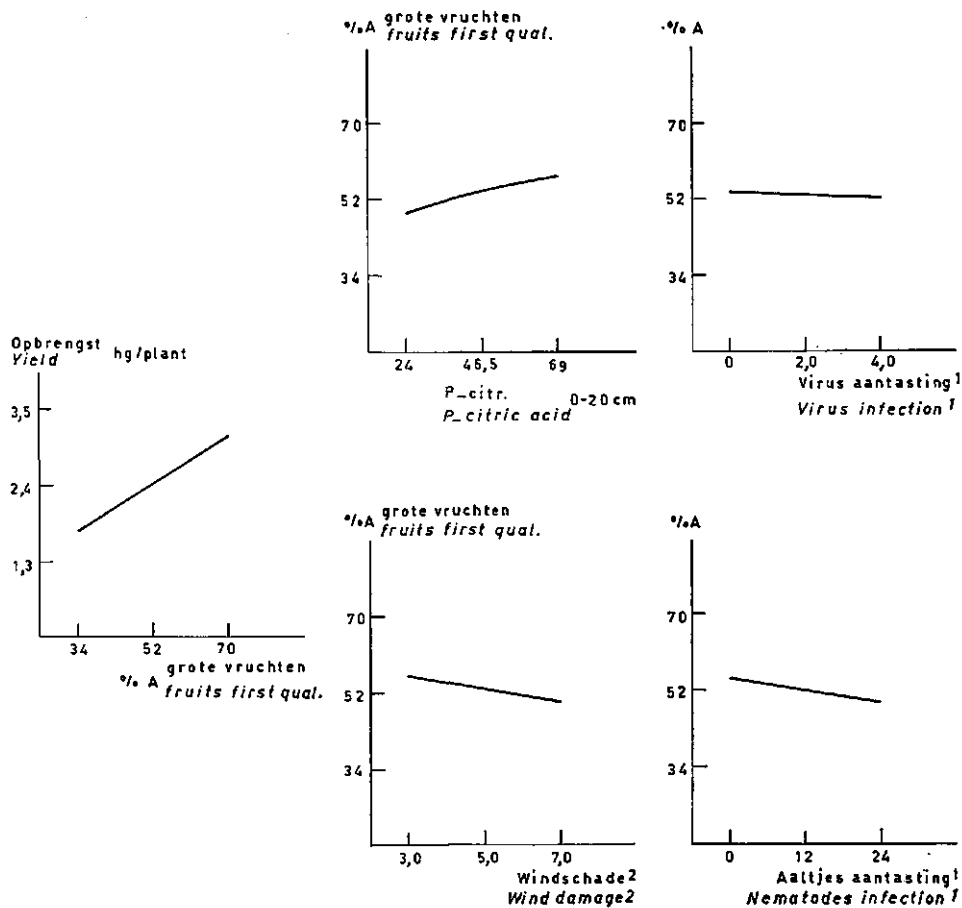 %A grote vruchten
fruits first qual.
70
52
34
24 46,5 69
P_citr. 0-20 cm
P_citric acid
%A
70
52
34
0 2,0 4,0
Virus aantasting1
Virus infection1
Opbrengst hg/plant
Yield
3,5
2,4
1,3
34 52 70
%A grote vruchten
fruits first qual.
%A grote vruchten
fruits first qual.
70
52
34
3,0 5,0 7,0
Windschade2
Wind damage2
%A
70
52
34
0 12 24
Aaltjes aantasting1
Nematodes infection1